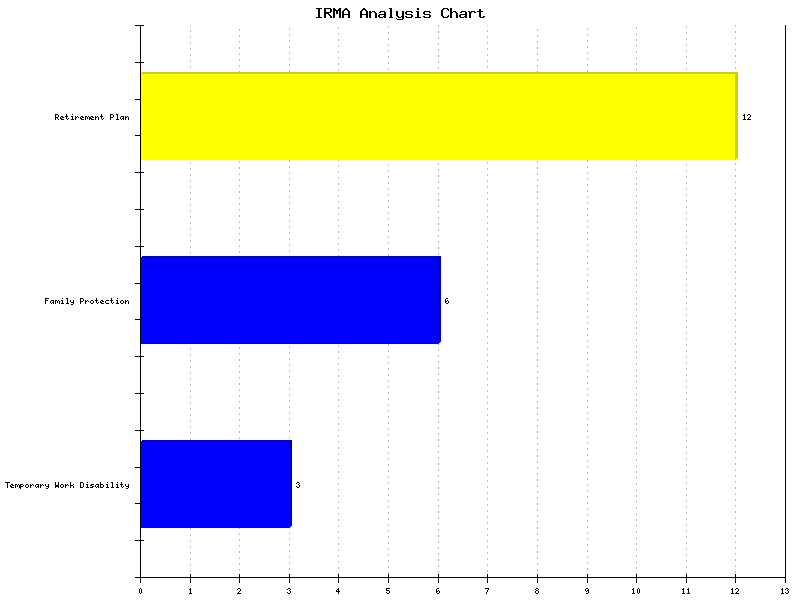 IRMA Analysis Chart
Retirement Plan
12
Family Protection
6
Temporary Work Disability
3
0 1 2 3 4 5 6 7 8 9 10 11 12 13